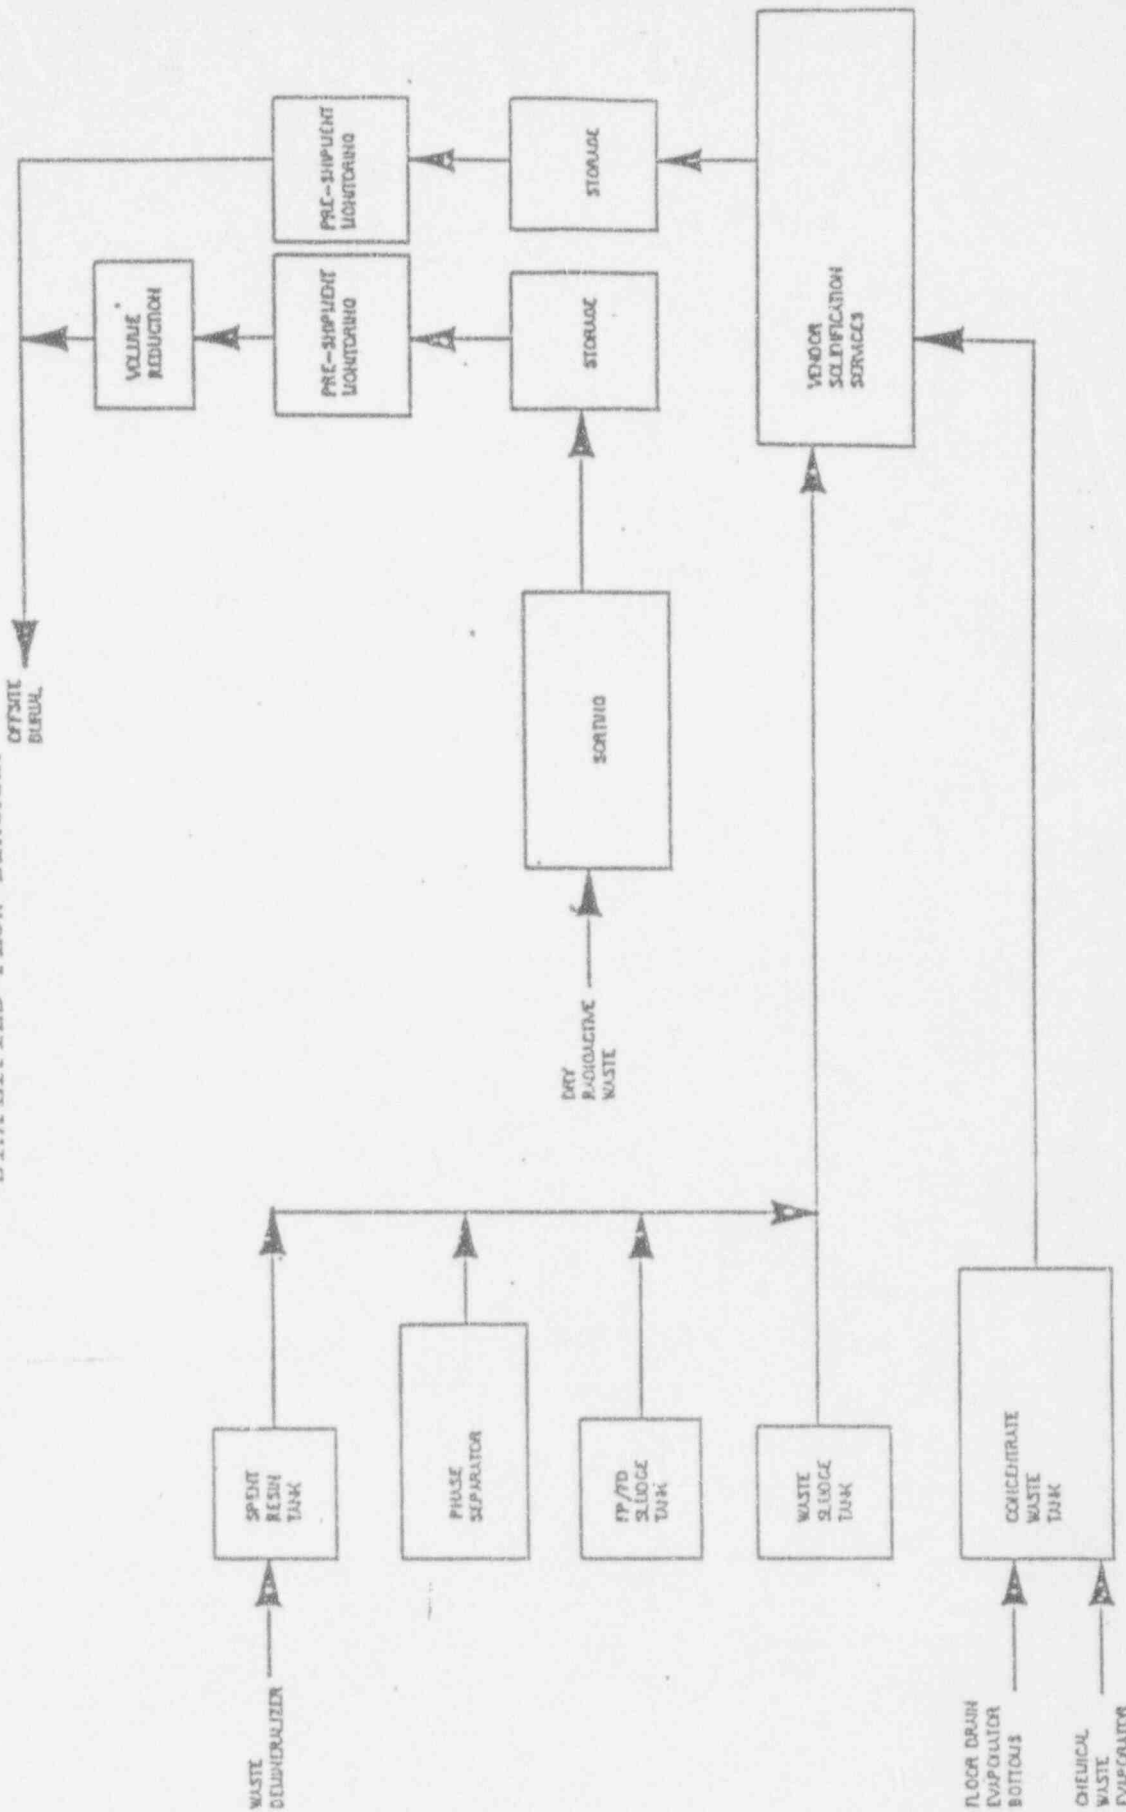 OFFSITE
BURIAL
VOLUME *
REDUCTION
PRE-SHIPMENT
MONITORING
PRE-SHIPMENT
MONITORING
STORAGE
STORAGE
VENDOR
SOLIDIFICATION
SERVICES
SORTING
DRY
RADIOACTIVE
WASTE
SPENT
RESIN
TANK
PHASE
SEPARATOR
FP/FD
SLUDGE
TANK
WASTE
SLUDGE
TANK
CONCENTRATE
WASTE
TANK
WASTE
DEMINERALIZER
FLOOR DRAIN
EVAPORATOR
BOTTOMS
CHEMICAL
WASTE
EVAPORATOR